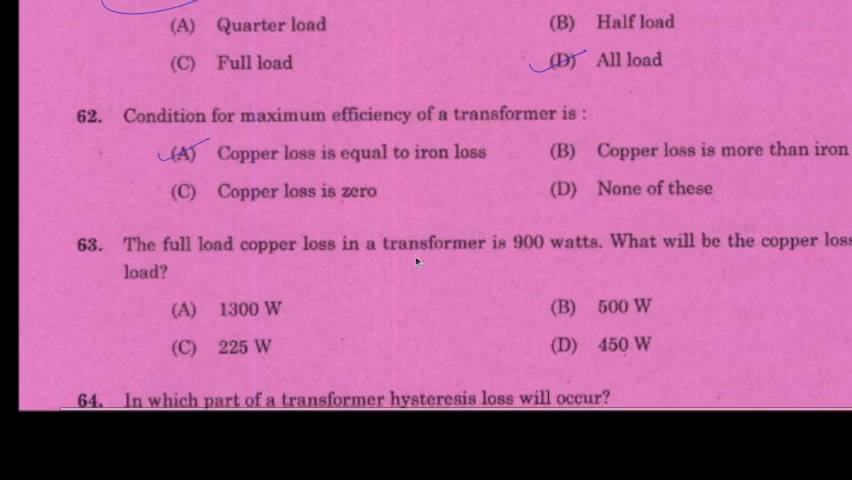 (A) Quarter load (B) Half load
(C) Full load (D) All load
62. Condition for maximum efficiency of a transformer is :
(A) Copper loss is equal to iron loss (B) Copper loss is more than iron
(C) Copper loss is zero (D) None of these
63. The full load copper loss in a transformer is 900 watts. What will be the copper loss
load?
(A) 1300 W (B) 500 W
(C) 225 W (D) 450 W
64. In which part of a transformer hysteresis loss will occur?